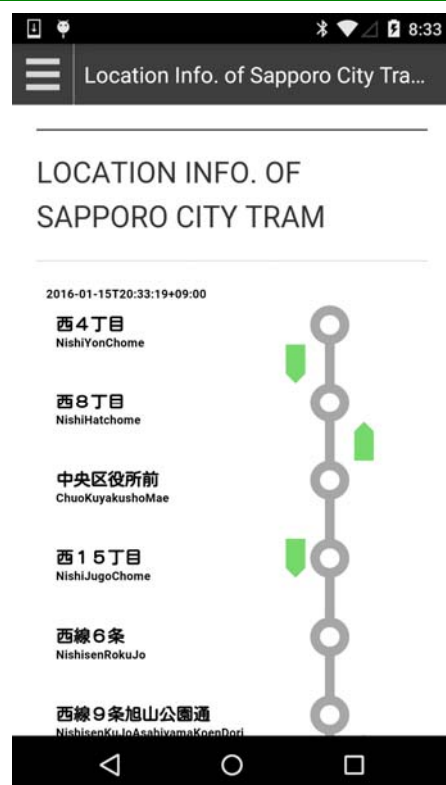 8:33
Location Info. of Sapporo City Tra...
LOCATION INFO. OF
SAPPORO CITY TRAM
2016-01-15T20:33:19+09:00
西4丁目
NishiYonChome
西8丁目
NishiHatchome
中央区役所前
ChuoKuyakushoMae
西15丁目
NishiJugoChome
西線6条
NishisenRokuJo
西線9条旭山公園通
NishisenKuJoAsahiyamaKoenDori